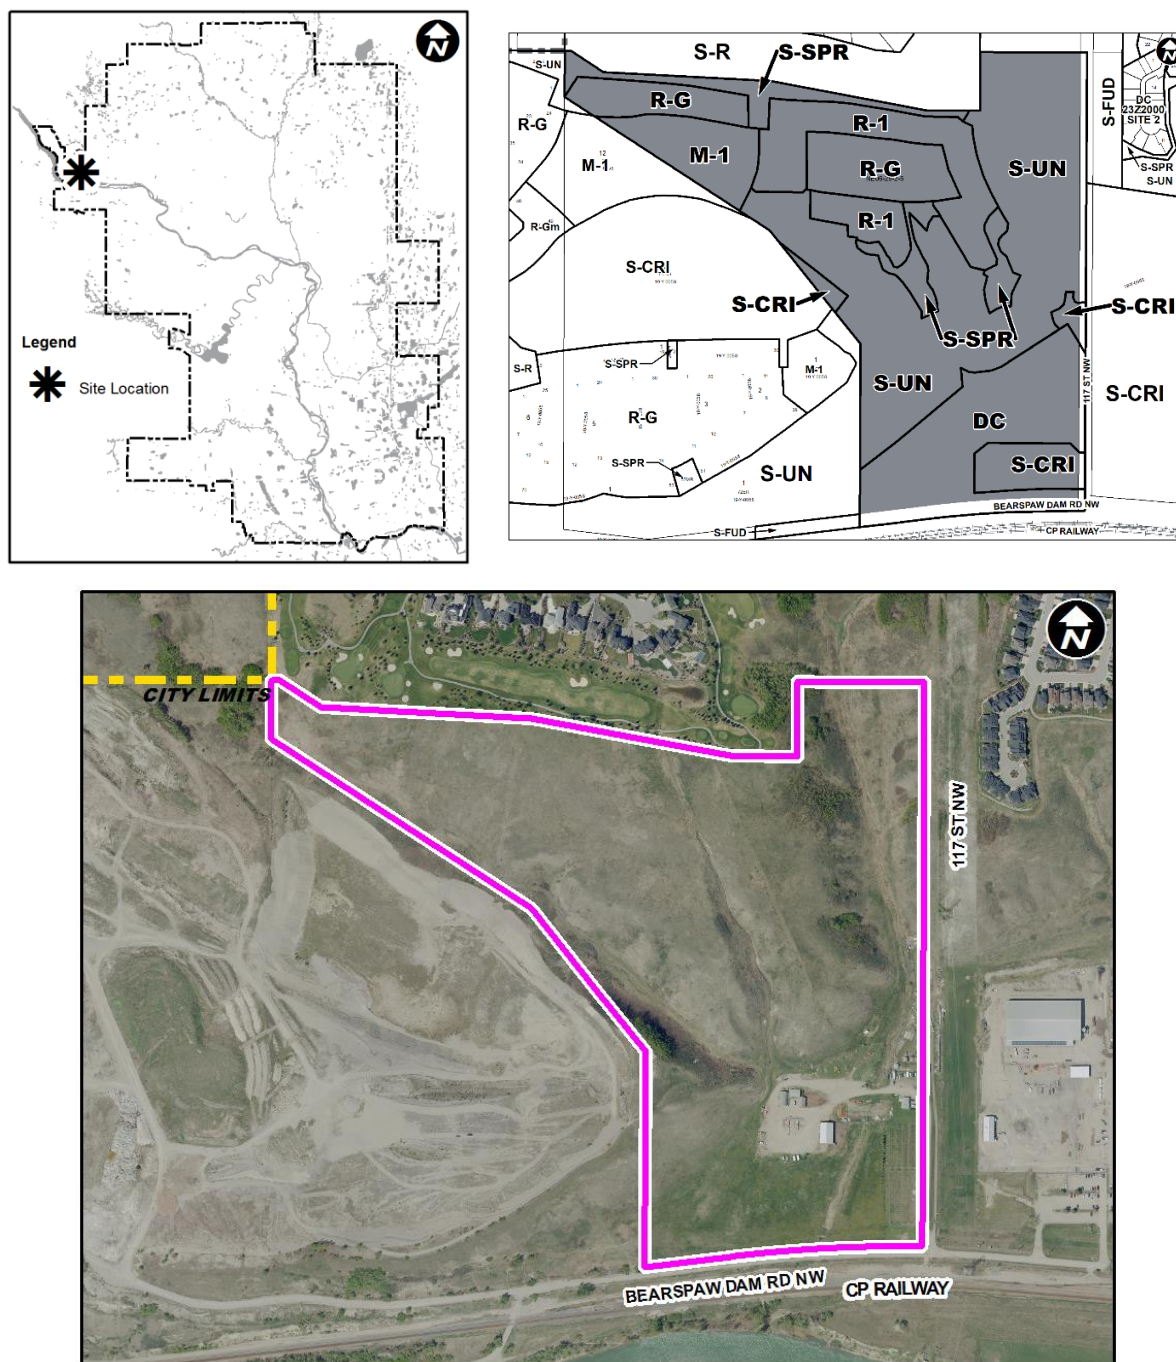 N
Legend
Site Location
N
S-R
S-SPR
S-UN
R-G
R-1
S-FUD
DC
23Z2000
SITE 2
R-G
M-1
M-1
R-G
S-UN
S-SPR
S-UN
R-Gm
R-1
S-CRI
S-CRI
S-CRI
S-SPR
S-SPR
S-R
M-1
S-UN
117 ST NW
S-CRI
R-G
DC
S-SPR
S-UN
S-CRI
BEARSPAW DAM RD NW
S-FUD
CP RAILWAY
N
CITY LIMITS
117 ST NW
BEARSPAW DAM RD NW
CP RAILWAY